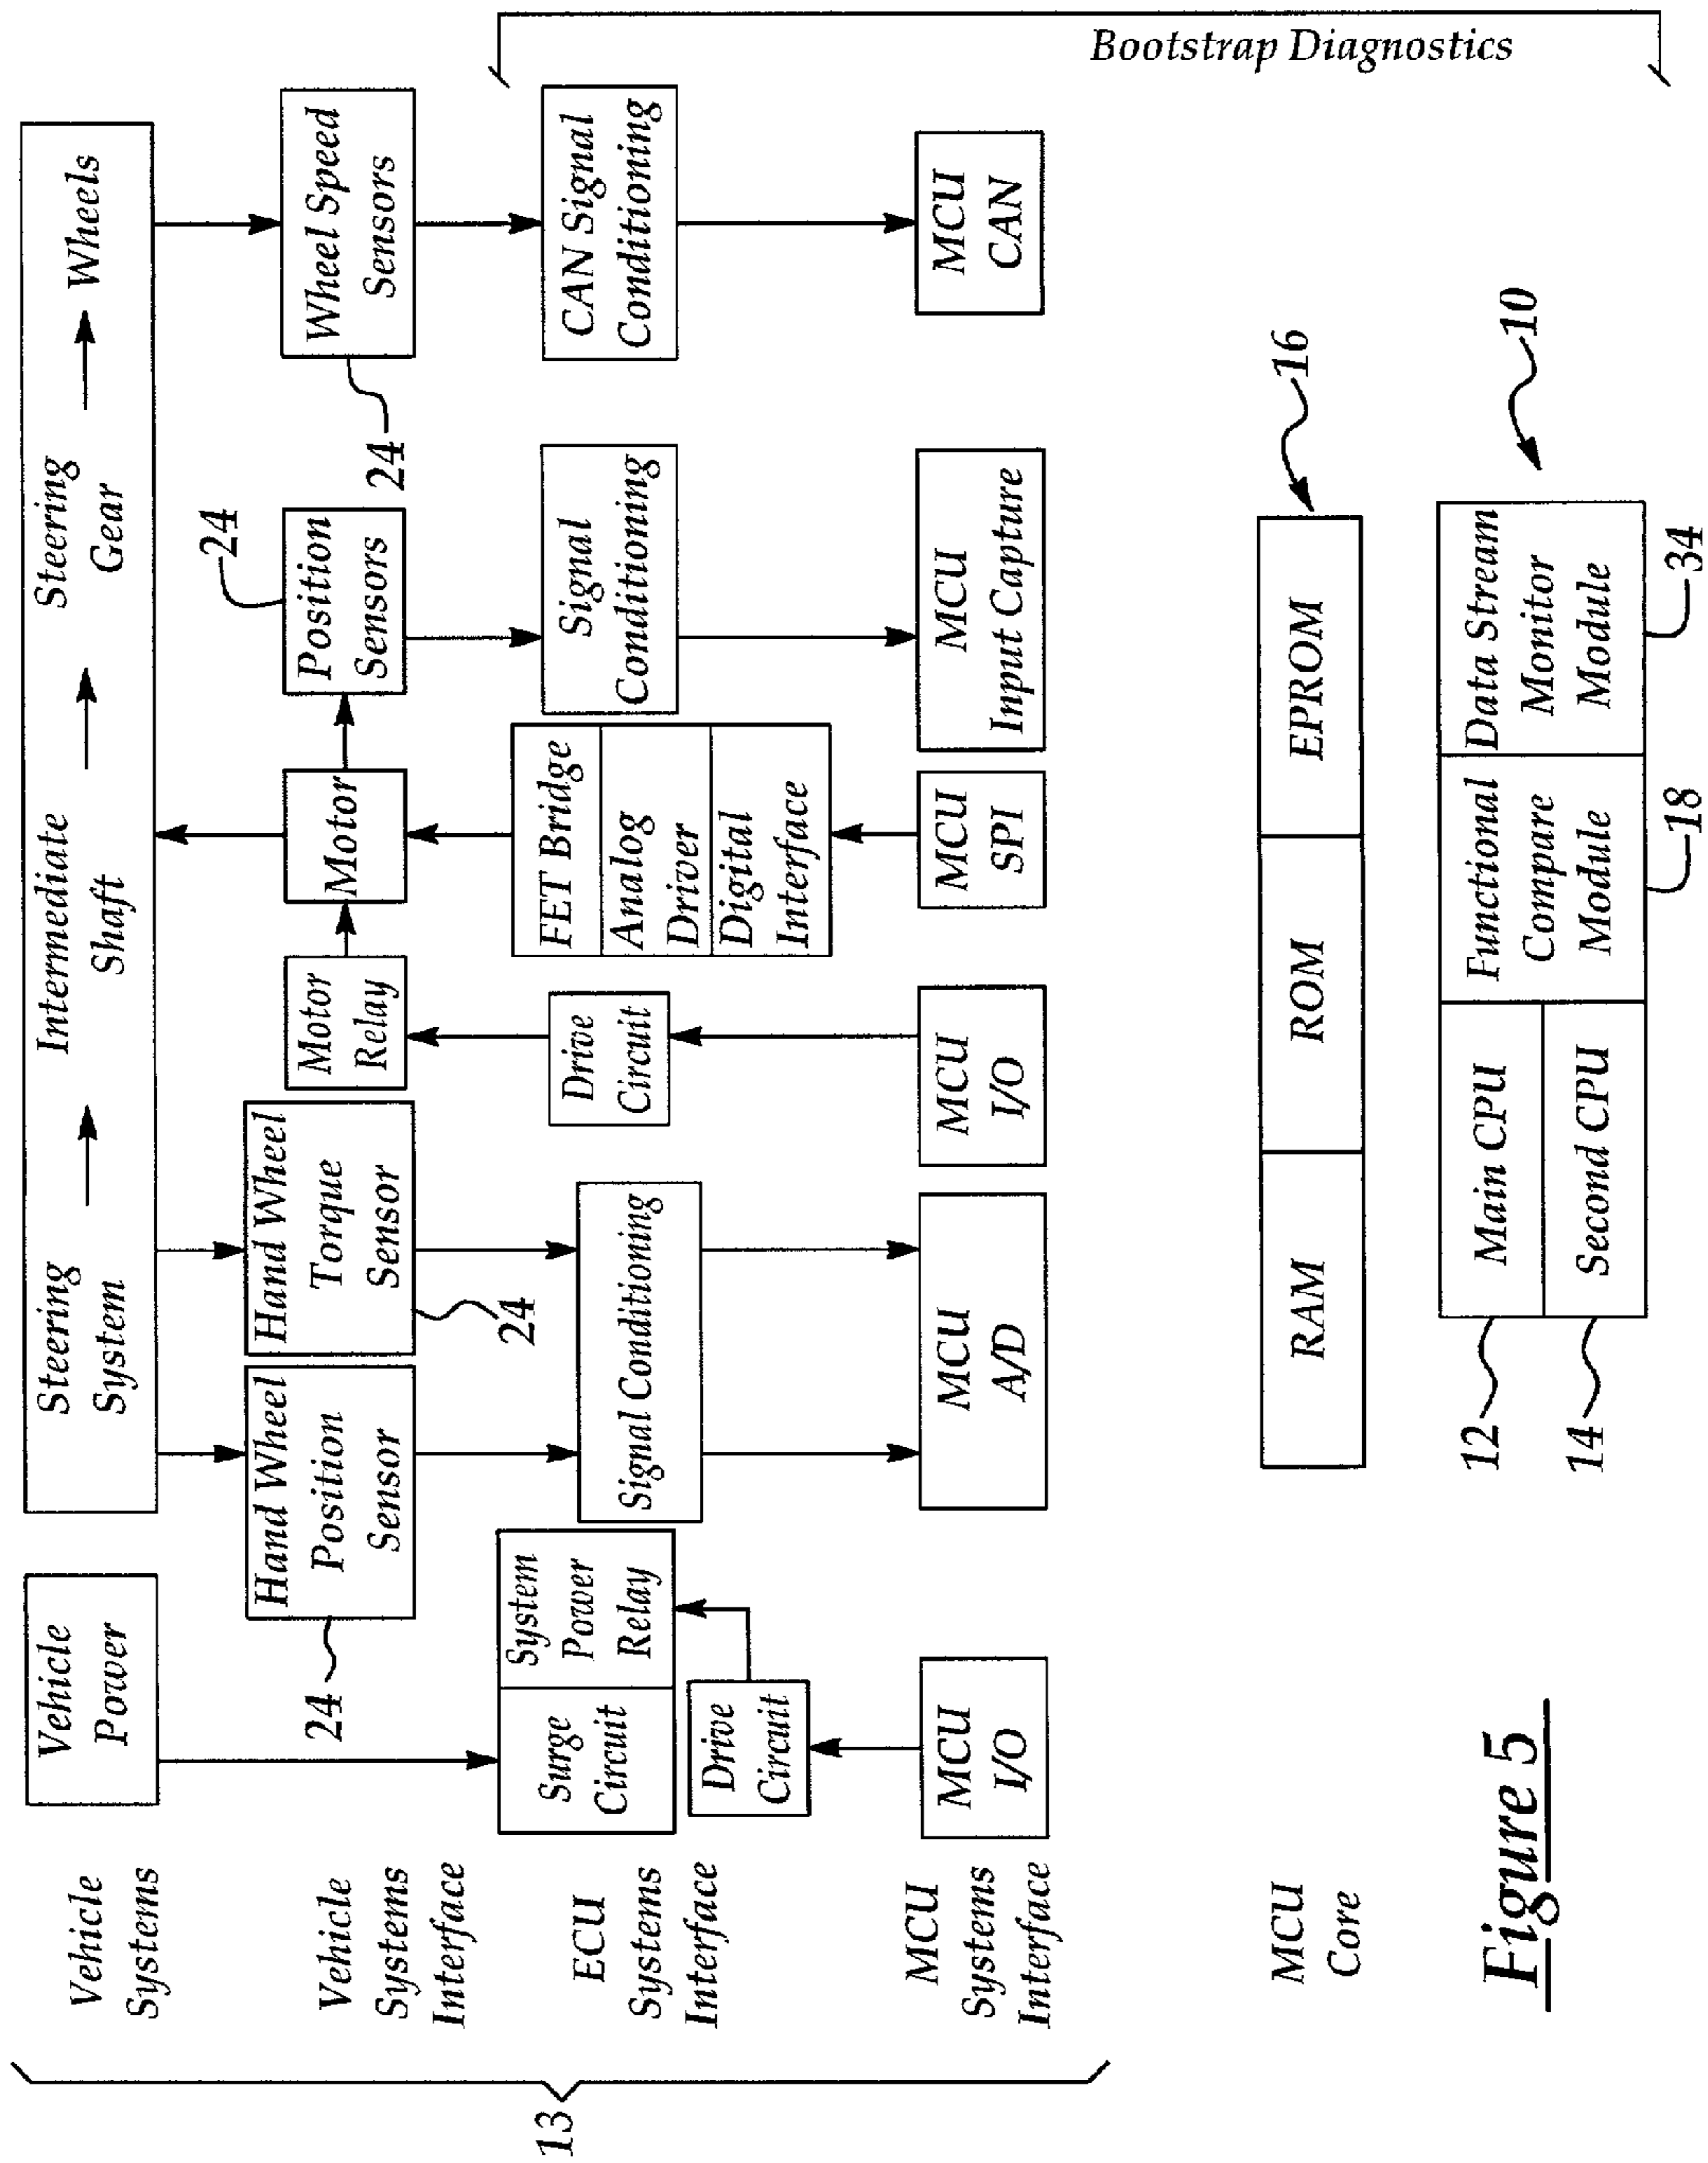 Vehicle
Systems
Vehicle
Power
Steering
System
Intermediate
Shaft
Steering
Gear
Wheels
Vehicle
Systems
Interface
24
Hand Wheel
Position
Sensor
Hand Wheel
Torque
Sensor
24
Motor
Relay
Motor
24
Position
Sensors
24
Wheel Speed
Sensors
13
ECU
Systems
Interface
Surge
Circuit
System
Power
Relay
Drive
Circuit
Signal Conditioning
Drive
Circuit
FET Bridge
Analog
Driver
Digital
Interface
Signal
Conditioning
CAN Signal
Conditioning
MCU
Systems
Interface
MCU
I/O
MCU
A/D
MCU
I/O
MCU
SPI
MCU
Input Capture
MCU
CAN
Bootstrap Diagnostics
MCU
Core
RAM
ROM
EPROM
16
12
14
Main CPU
Second CPU
Functional
Compare
Module
Data Stream
Monitor
Module
10
18
34
Figure 5